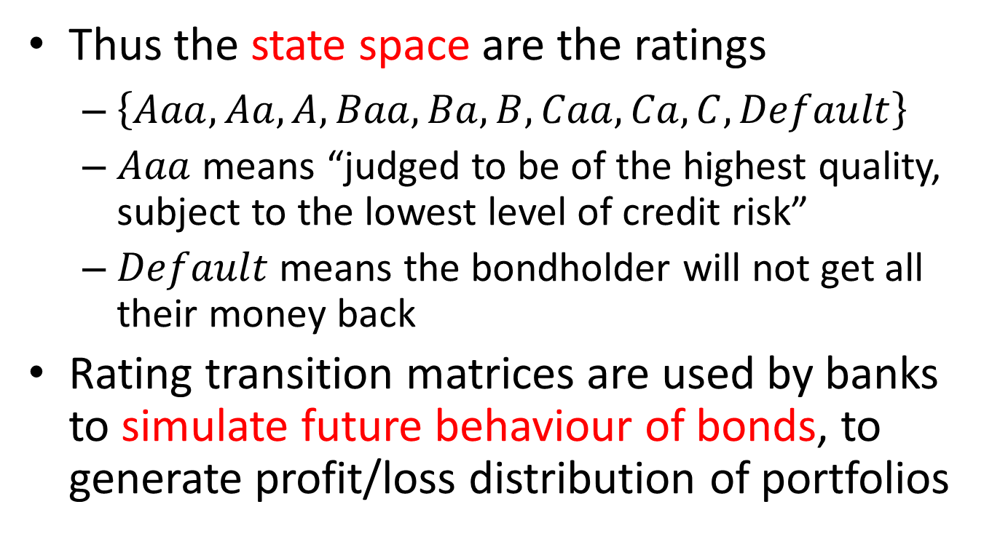 • Thus the state space are the ratings
– {Aaa, Aa, A, Baa, Ba, B, Caa, Ca, C, Default}
– Aaa means “judged to be of the highest quality,
subject to the lowest level of credit risk”
– Default means the bondholder will not get all
their money back
• Rating transition matrices are used by banks
to simulate future behaviour of bonds, to
generate profit/loss distribution of portfolios